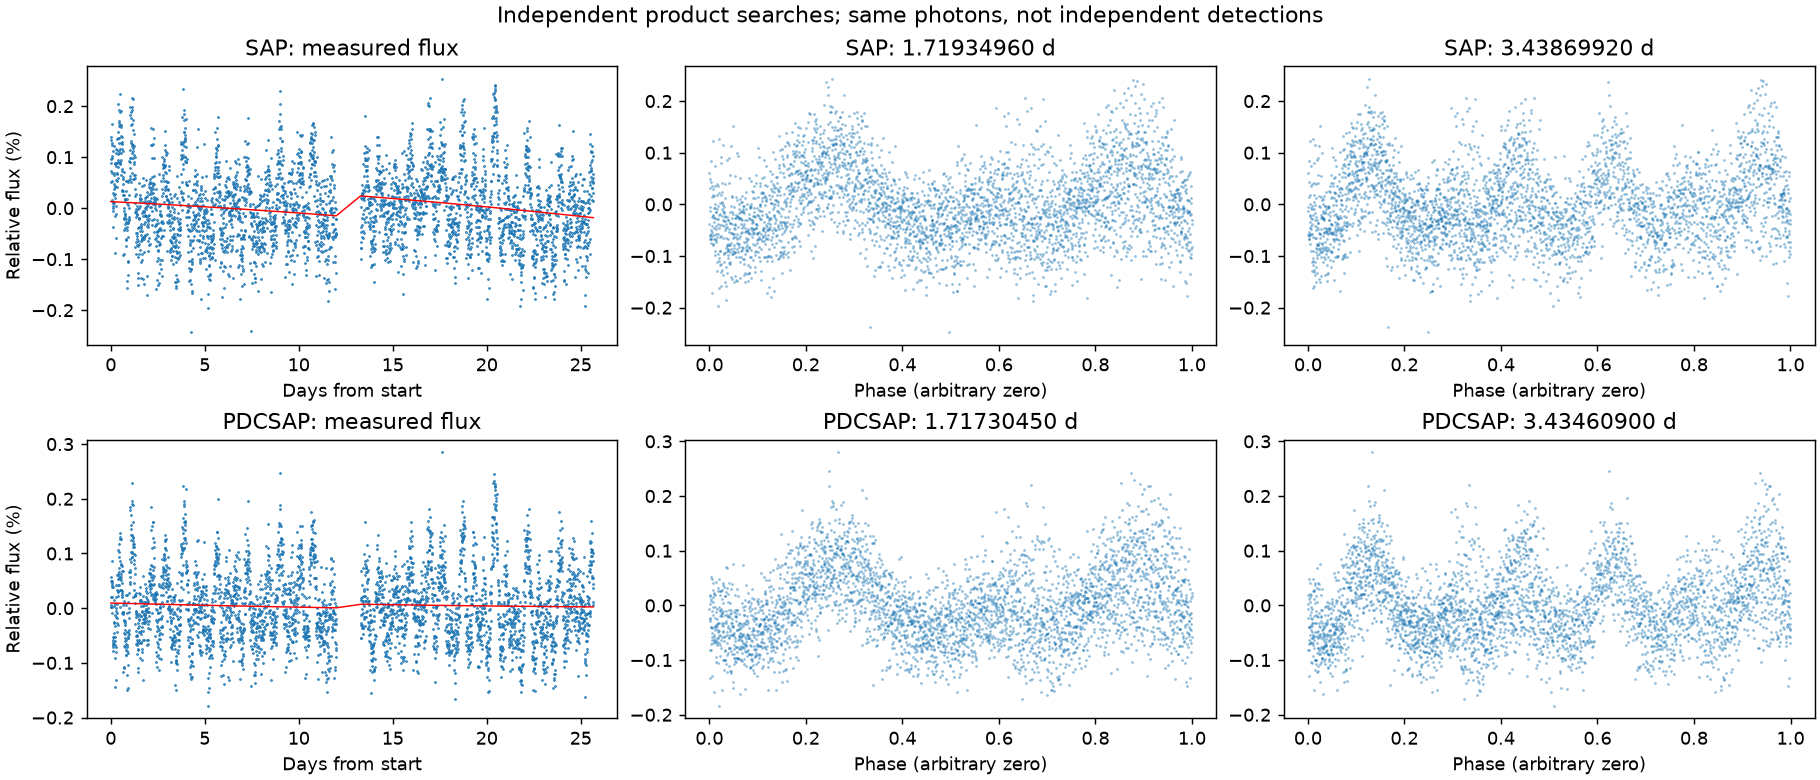 Independent product searches; same photons, not independent detections
SAP: measured flux
Relative flux (%)
0.2
0.1
0.0
−0.1
−0.2
0 5 10 15 20 25
Days from start
SAP: 1.71934960 d
0.2
0.1
0.0
−0.1
−0.2
0.0 0.2 0.4 0.6 0.8 1.0
Phase (arbitrary zero)
SAP: 3.43869920 d
0.2
0.1
0.0
−0.1
−0.2
0.0 0.2 0.4 0.6 0.8 1.0
Phase (arbitrary zero)
PDCSAP: measured flux
Relative flux (%)
0.3
0.2
0.1
0.0
−0.1
−0.2
0 5 10 15 20 25
Days from start
PDCSAP: 1.71730450 d
0.3
0.2
0.1
0.0
−0.1
−0.2
0.0 0.2 0.4 0.6 0.8 1.0
Phase (arbitrary zero)
PDCSAP: 3.43460900 d
0.3
0.2
0.1
0.0
−0.1
−0.2
0.0 0.2 0.4 0.6 0.8 1.0
Phase (arbitrary zero)